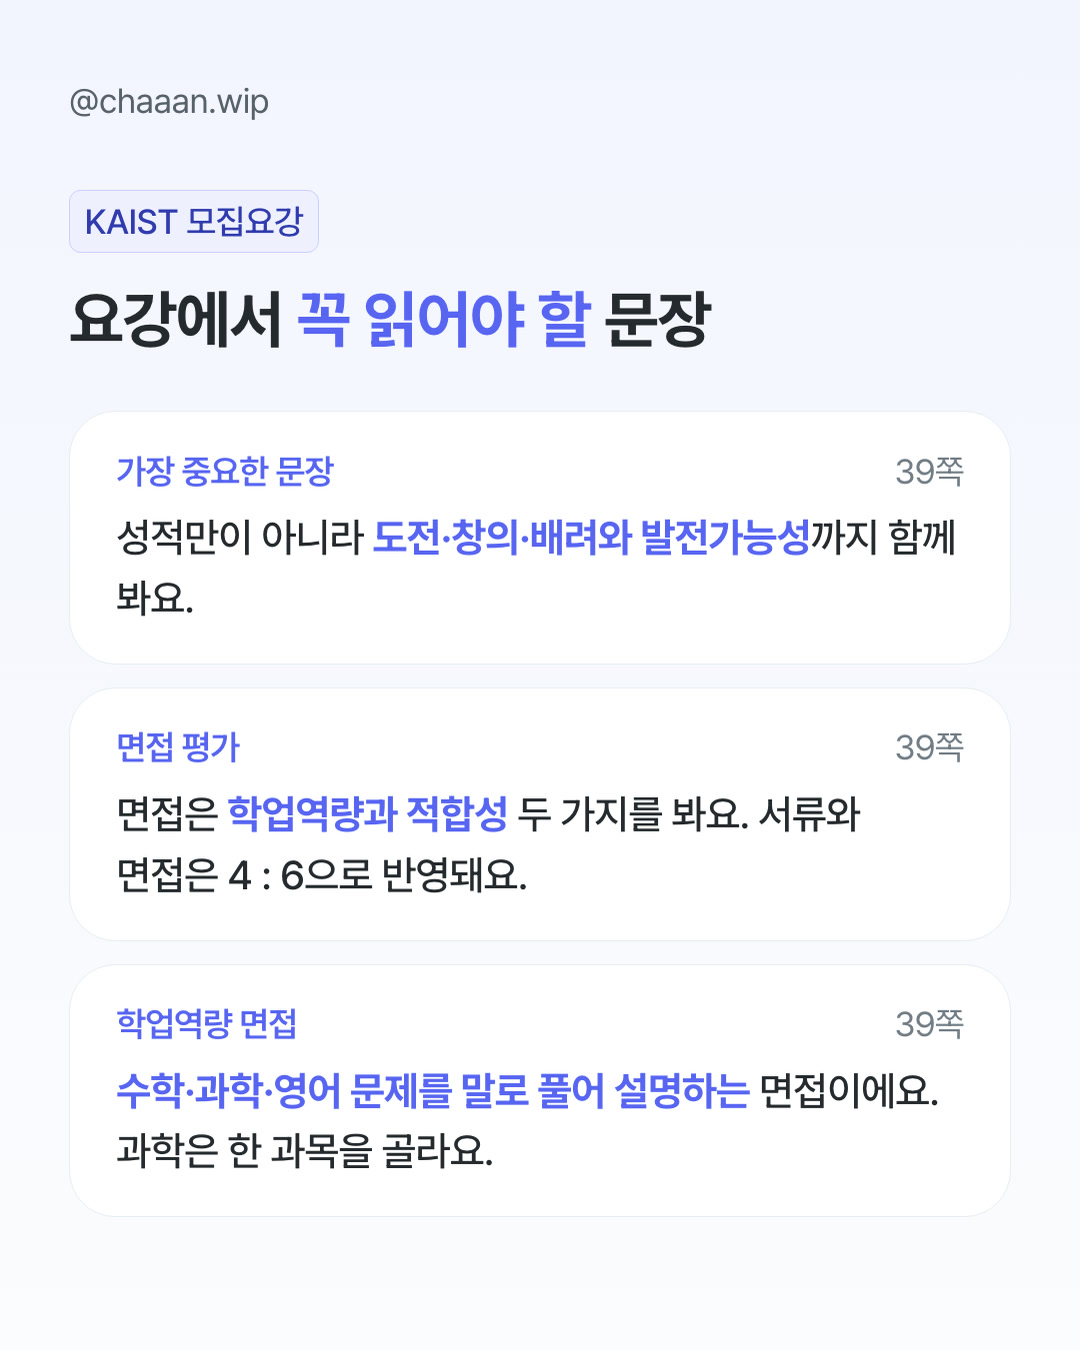 @chaaan.wip
KAIST 모집요강
요강에서 꼭 읽어야 할 문장
가장 중요한 문장
39쪽
성적만이 아니라 도전·창의·배려와 발전가능성까지 함께
봐요.
면접 평가
39쪽
면접은 학업역량과 적합성 두 가지를 봐요. 서류와
면접은 4 : 6으로 반영돼요.
학업역량 면접
39쪽
수학·과학·영어 문제를 말로 풀어 설명하는 면접이에요.
과학은 한 과목을 골라요.